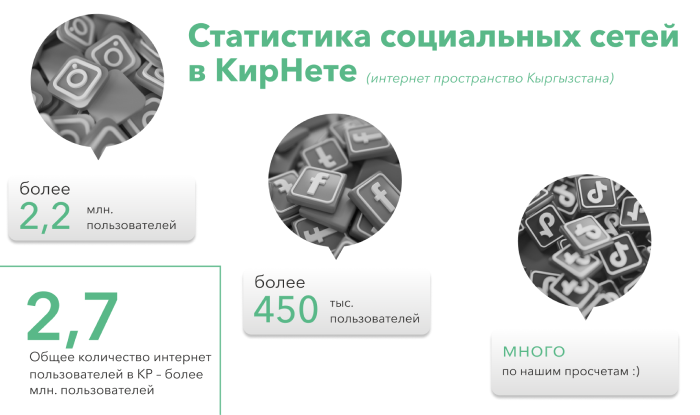 Статистика социальных сетей
в КирНете (интернет пространство Кыргызстана)
более
2,2 млн.
пользователей
более
450 тыс.
пользователей
много
по нашим просчетам :)
2,7
Общее количество интернет
пользователей в КР – более
млн. пользователей